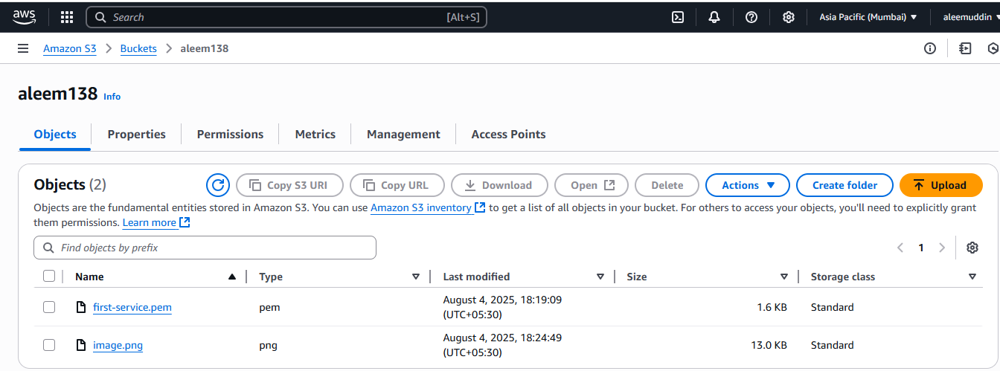 aws
Search [Alt+S] Asia Pacific (Mumbai) aleemuddin
Amazon S3 Buckets aleem138
aleem138 Info
Objects Properties Permissions Metrics Management Access Points
Objects (2) Copy S3 URI Copy URL Download Open Delete Actions Create folder Upload
Objects are the fundamental entities stored in Amazon S3. You can use Amazon S3 inventory to get a list of all objects in your bucket. For others to access your objects, you'll need to explicitly grant
them permissions. Learn more
Find objects by prefix 1
Name Type Last modified Size Storage class
first-service.pem pem August 4, 2025, 18:19:09 (UTC+05:30) 1.6 KB Standard
image.png png August 4, 2025, 18:24:49 (UTC+05:30) 13.0 KB Standard